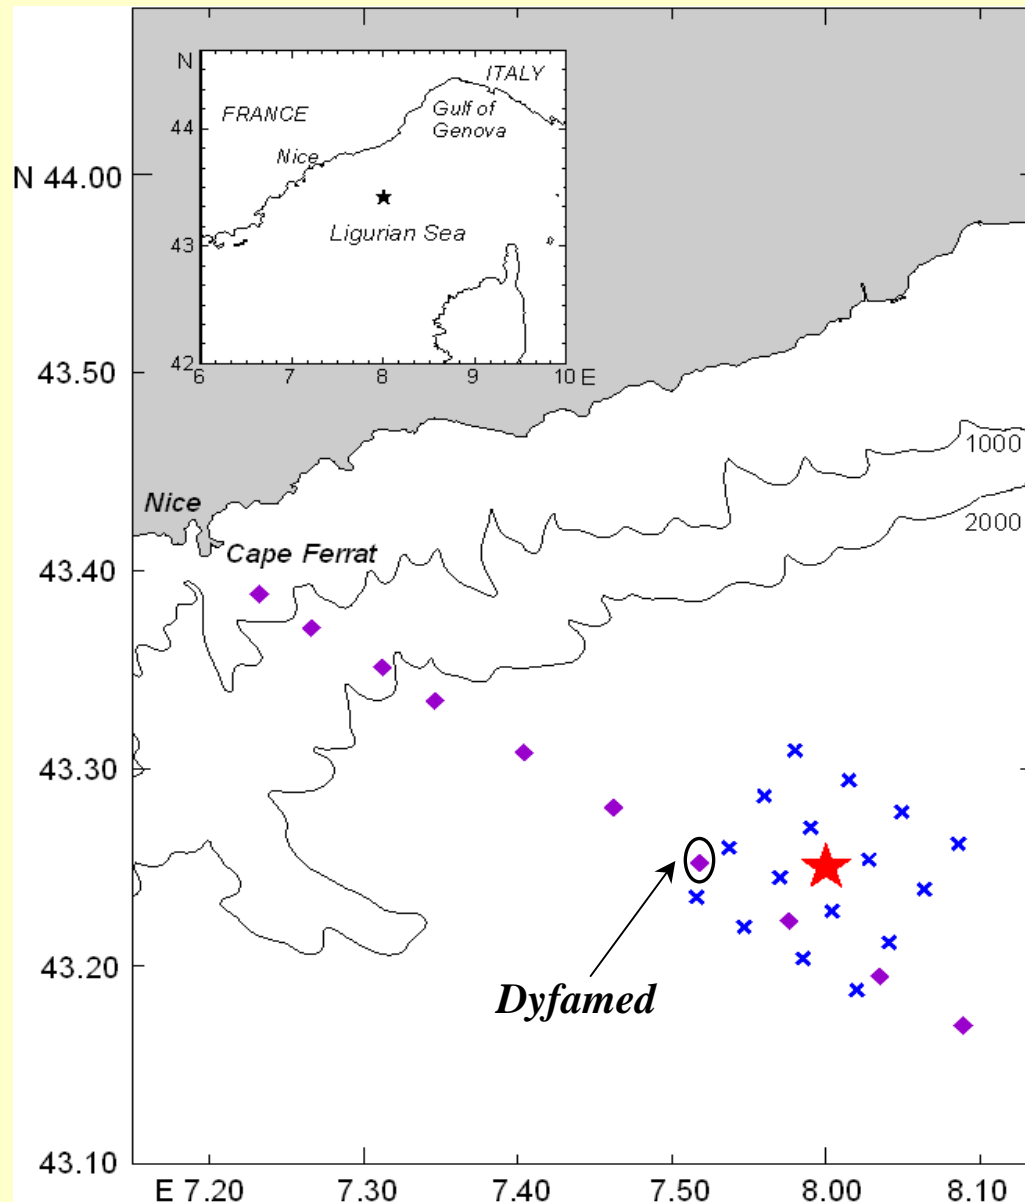 N
ITALY
FRANCE
Gulf of
Genova
44
Nice
43
Ligurian Sea
42
6 7 8 9 10 E
N 44.00
43.50
1000
Nice
2000
Cape Ferrat
43.40
43.30
43.20
Dyfamed
43.10
E 7.20 7.30 7.40 7.50 8.00 8.10